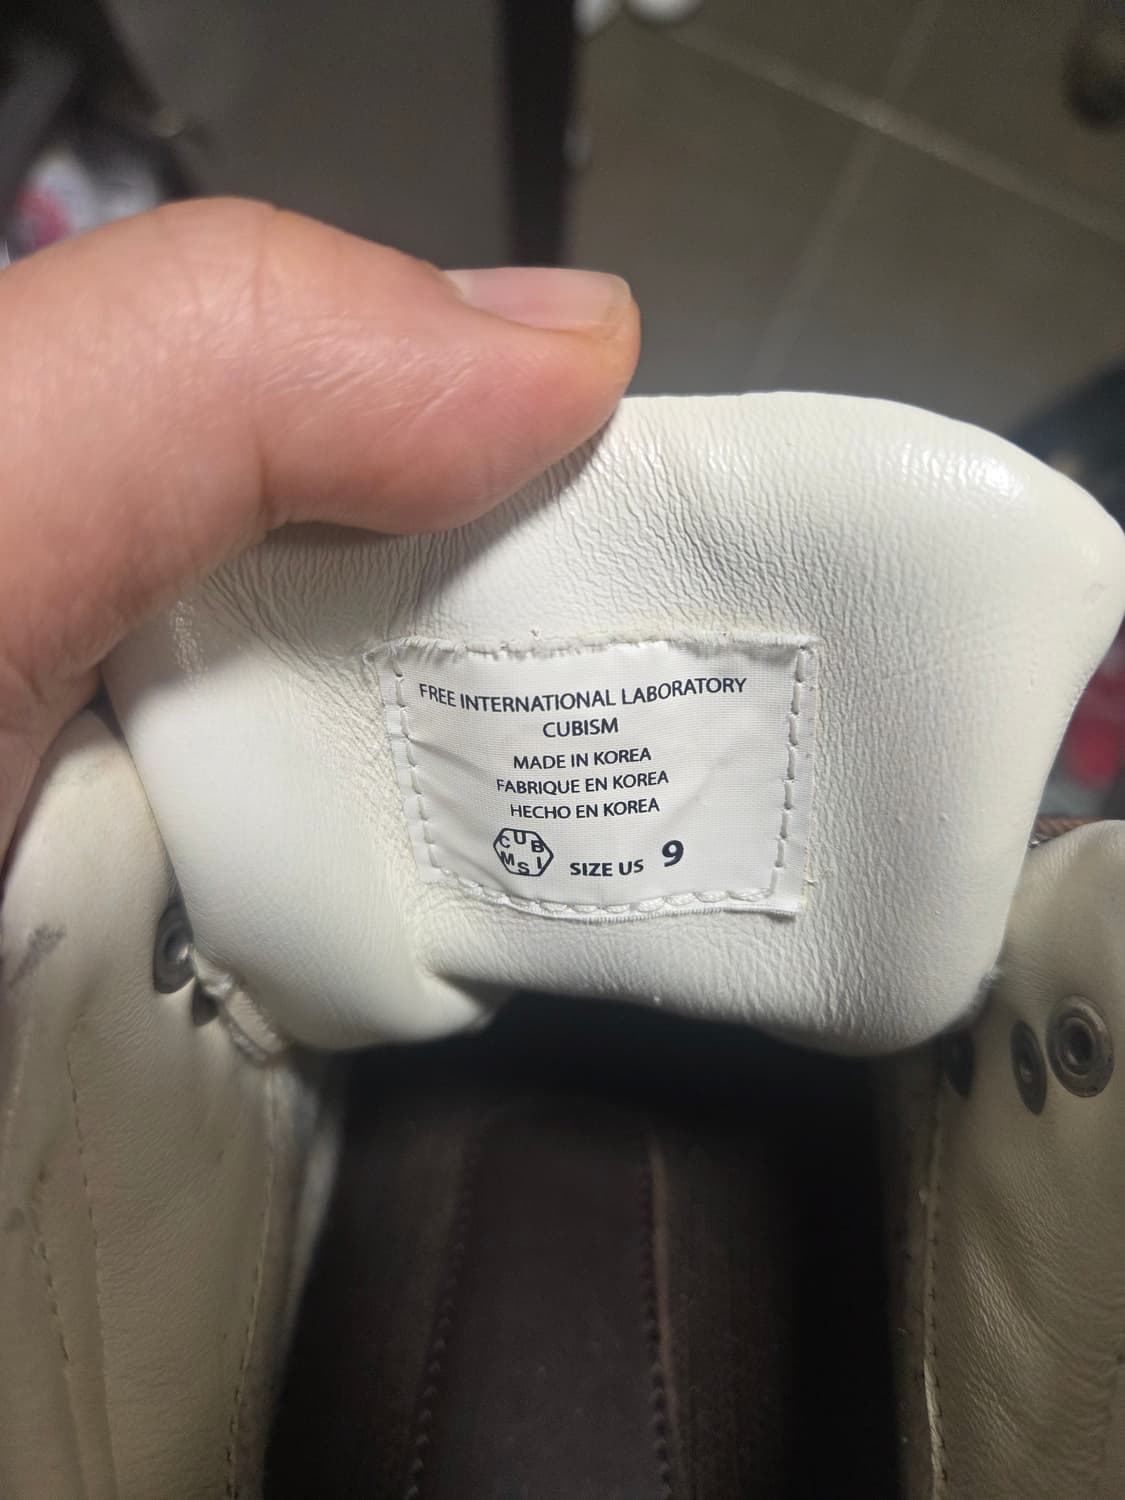 FREE INTERNATIONAL LABORATORY
CUBISM
MADE IN KOREA
FABRIQUE EN KOREA
HECHO EN KOREA
CUBISM
SIZE US 9